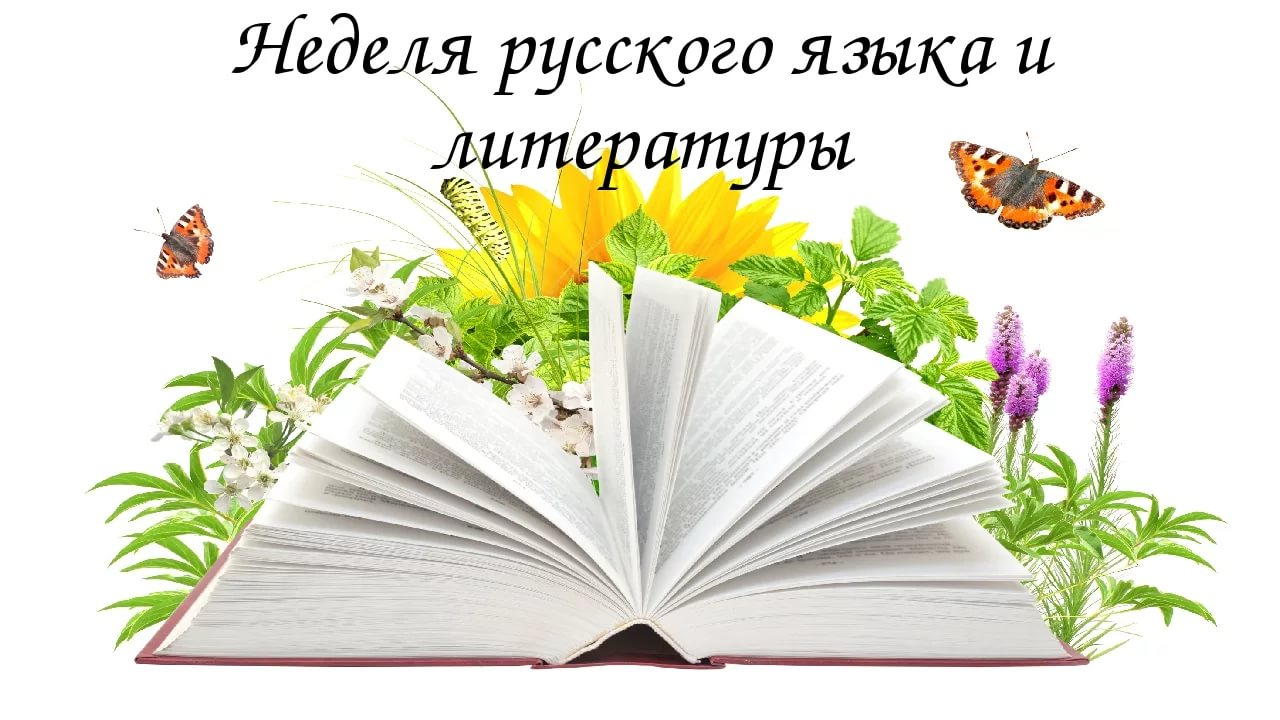 Неделя русского языка и
литературы